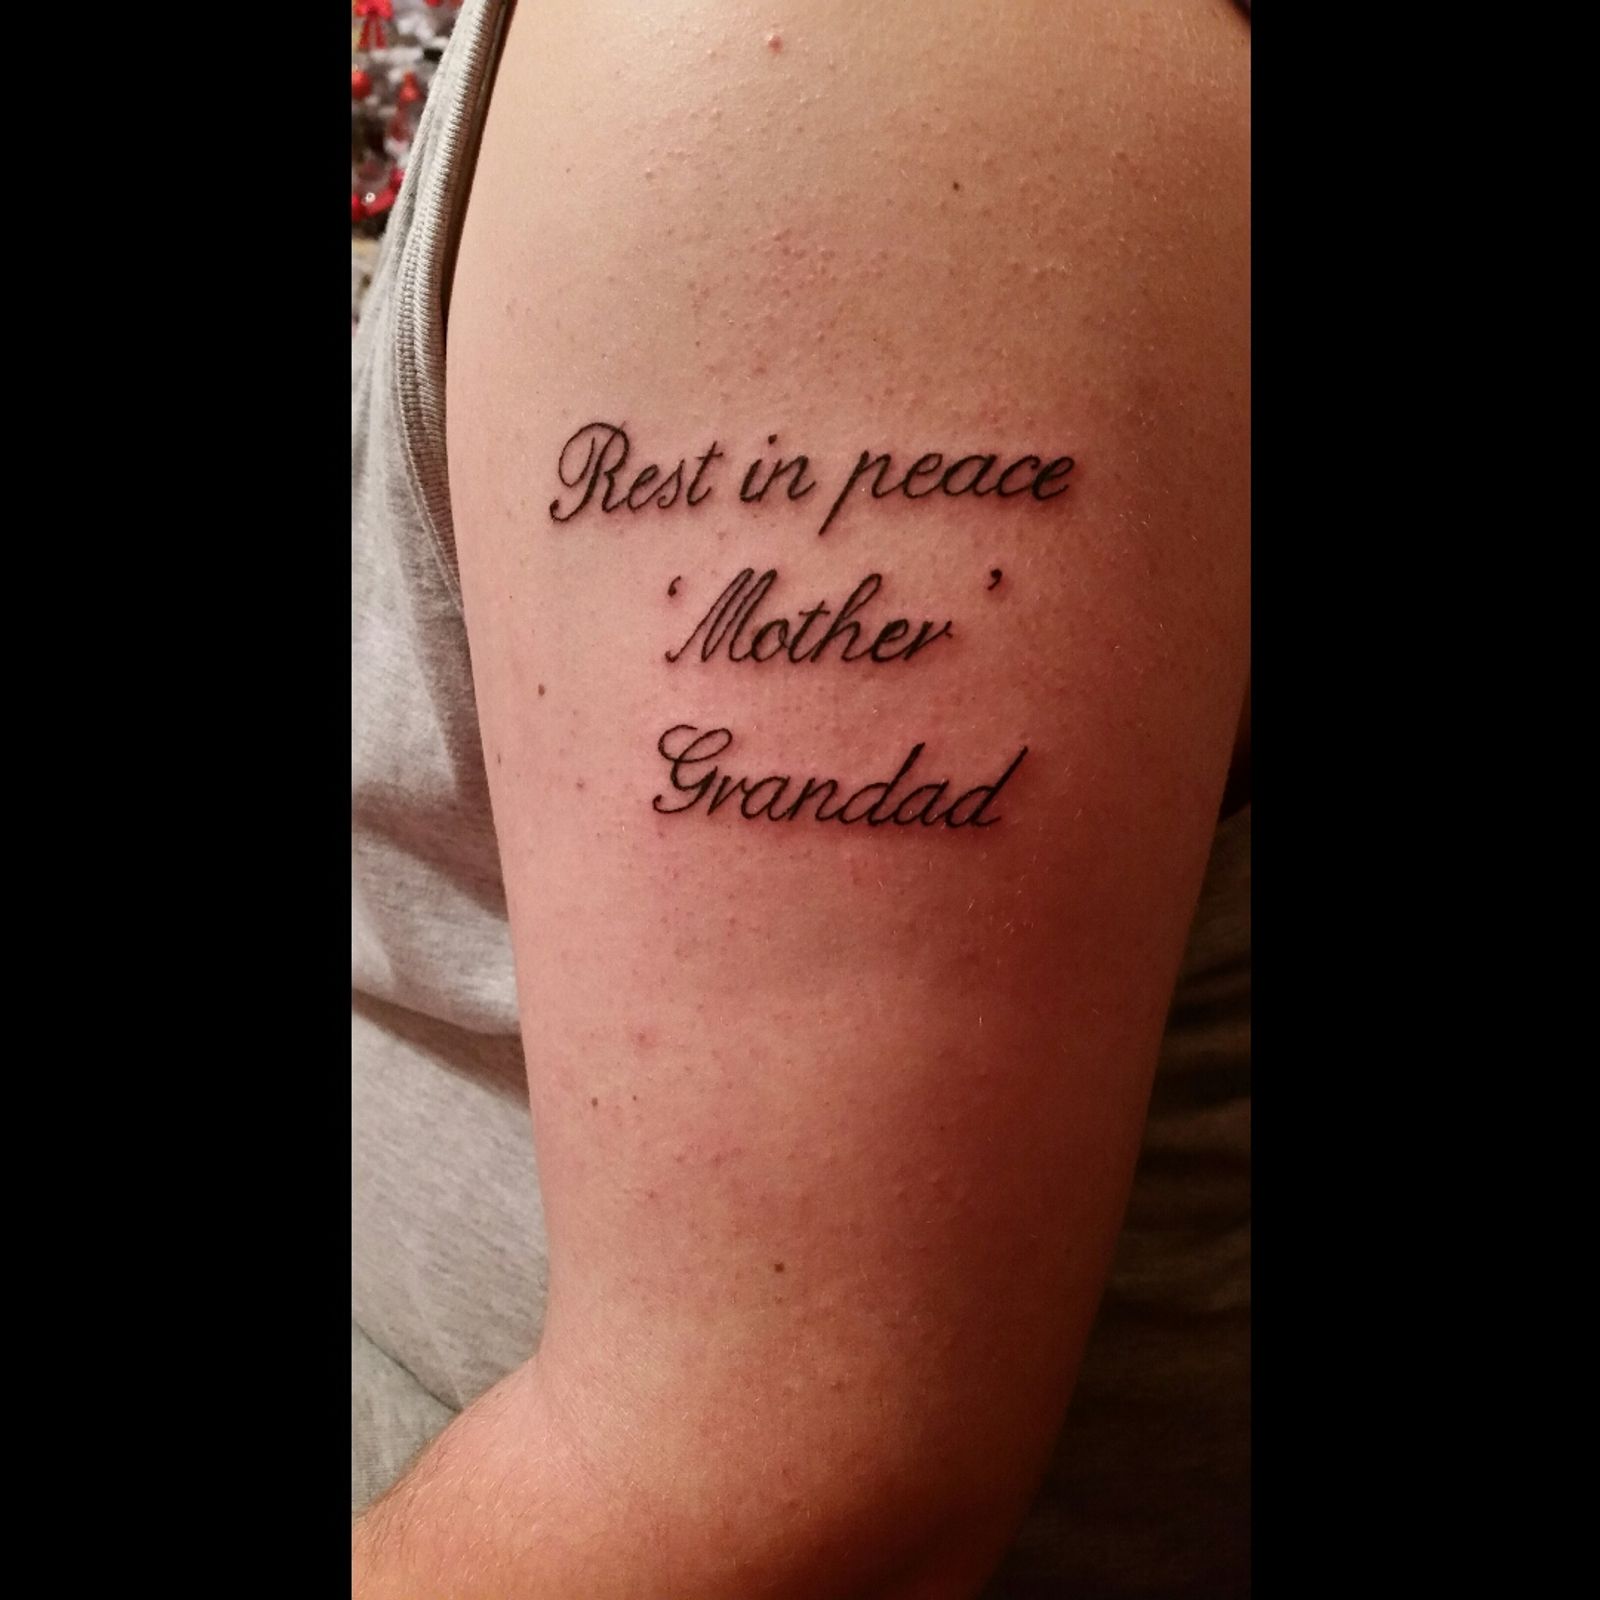 Rest in peace
‘Mother’
Grandad